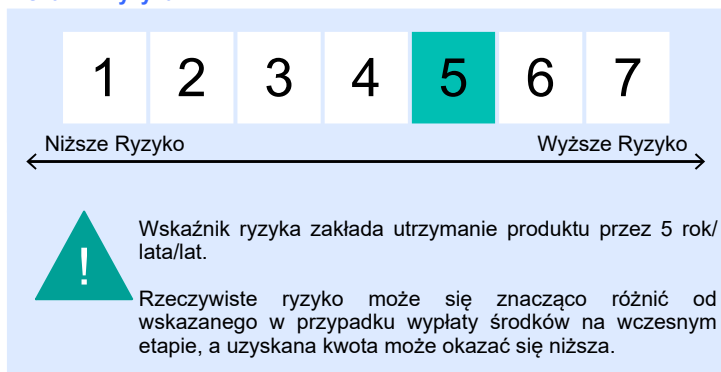 1 2 3 4 5 6 7
Niższe Ryzyko Wyższe Ryzyko
!
Wskaźnik ryzyka zakłada utrzymanie produktu przez 5 rok/
lata/lat.
Rzeczywiste ryzyko może się znacząco różnić od
wskazanego w przypadku wypłaty środków na wczesnym
etapie, a uzyskana kwota może okazać się niższa.